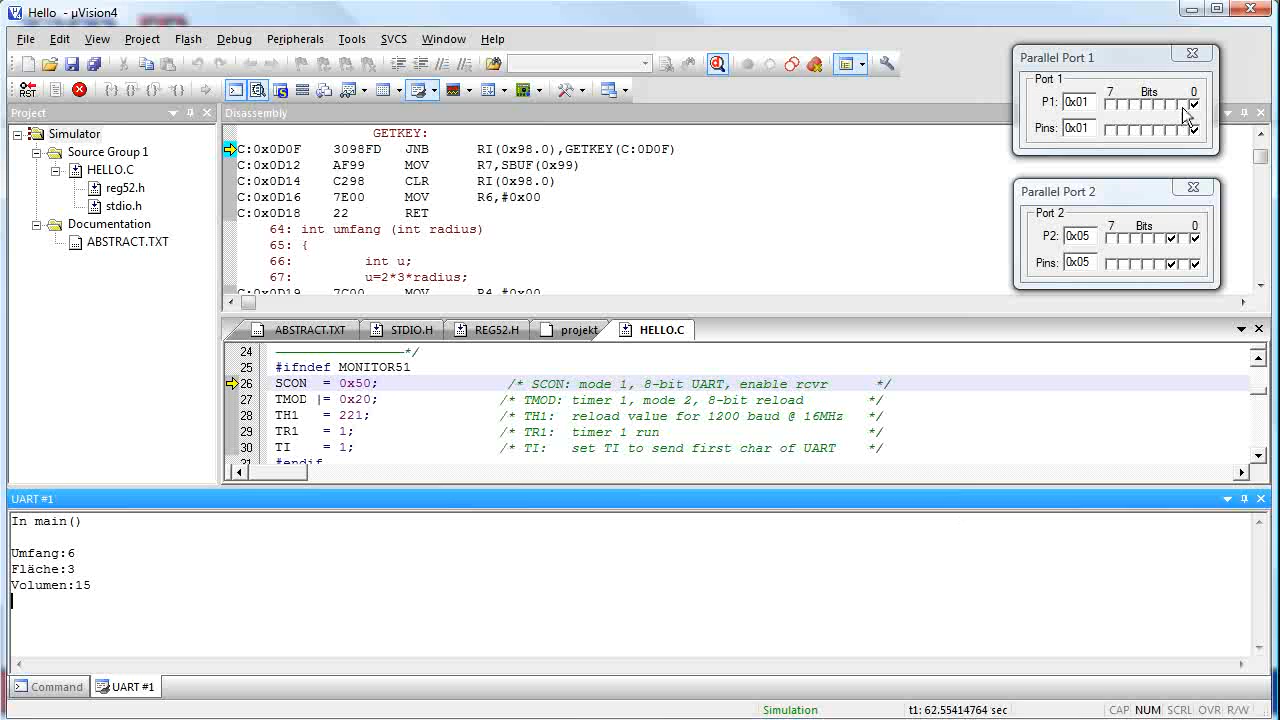 Hello - µVision4
File Edit View Project Flash Debug Peripherals Tools SVCS Window Help
RST
Project
Simulator
Source Group 1
HELLO.C
reg52.h
stdio.h
Documentation
ABSTRACT.TXT
Disassembly
GETKEY:
C:0x0D0F 3098FD JNB RI(0x98.0),GETKEY(C:0D0F)
C:0x0D12 AF99 MOV R7,SBUF(0x99)
C:0x0D14 C298 CLR RI(0x98.0)
C:0x0D16 7E00 MOV R6,#0x00
C:0x0D18 22 RET
64: int umfang (int radius)
65: {
66: int u;
67: u=2*3*radius;
C:0x0D19 7C00 MOV R4,#0x00
Parallel Port 1
Port 1
7 Bits 0
P1: 0x01
Pins: 0x01
Parallel Port 2
Port 2
7 Bits 0
P2: 0x05
Pins: 0x05
ABSTRACT.TXT STDIO.H REG52.H projekt HELLO.C
24 ------------------*/
25 #ifndef MONITOR51
26 SCON = 0x50; /* SCON: mode 1, 8-bit UART, enable rcvr */
27 TMOD |= 0x20; /* TMOD: timer 1, mode 2, 8-bit reload */
28 TH1 = 221; /* TH1: reload value for 1200 baud @ 16MHz */
29 TR1 = 1; /* TR1: timer 1 run */
30 TI = 1; /* TI: set TI to send first char of UART */
31 #endif
UART #1
In main()
Umfang:6
Fläche:3
Volumen:15
Command UART #1
Simulation t1: 62.55414764 sec CAP NUM SCRL OVR R/W